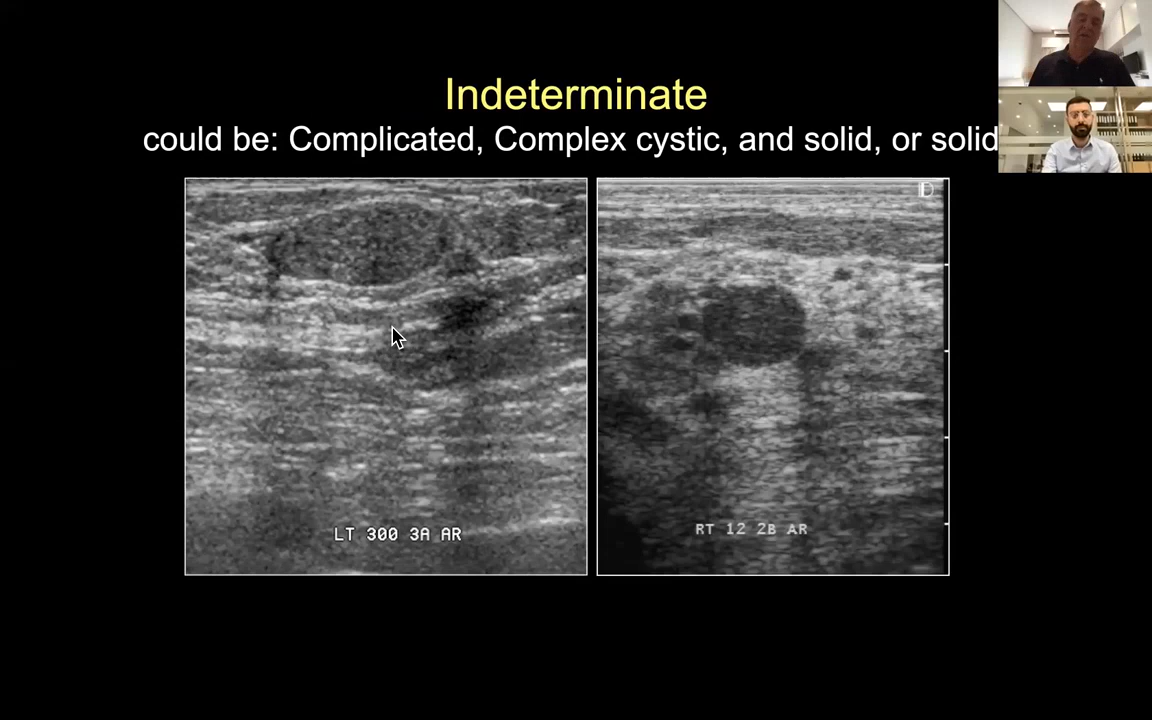 Indeterminate
could be: Complicated, Complex cystic, and solid, or solid
LT 300 3A AR
RT 12 2B AR